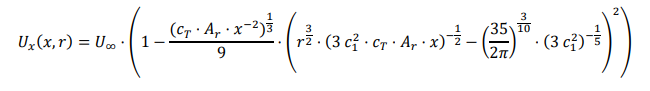 U_x(x,r) = U_∞ · (1 − (c_T · A_r · x^{−2})^{1/3} / 9 · (r^{3/2} · (3 c_1^2 · c_T · A_r · x)^{−1/2} − (35/2π)^{3/10} · (3 c_1^2)^{−1/5})^2)